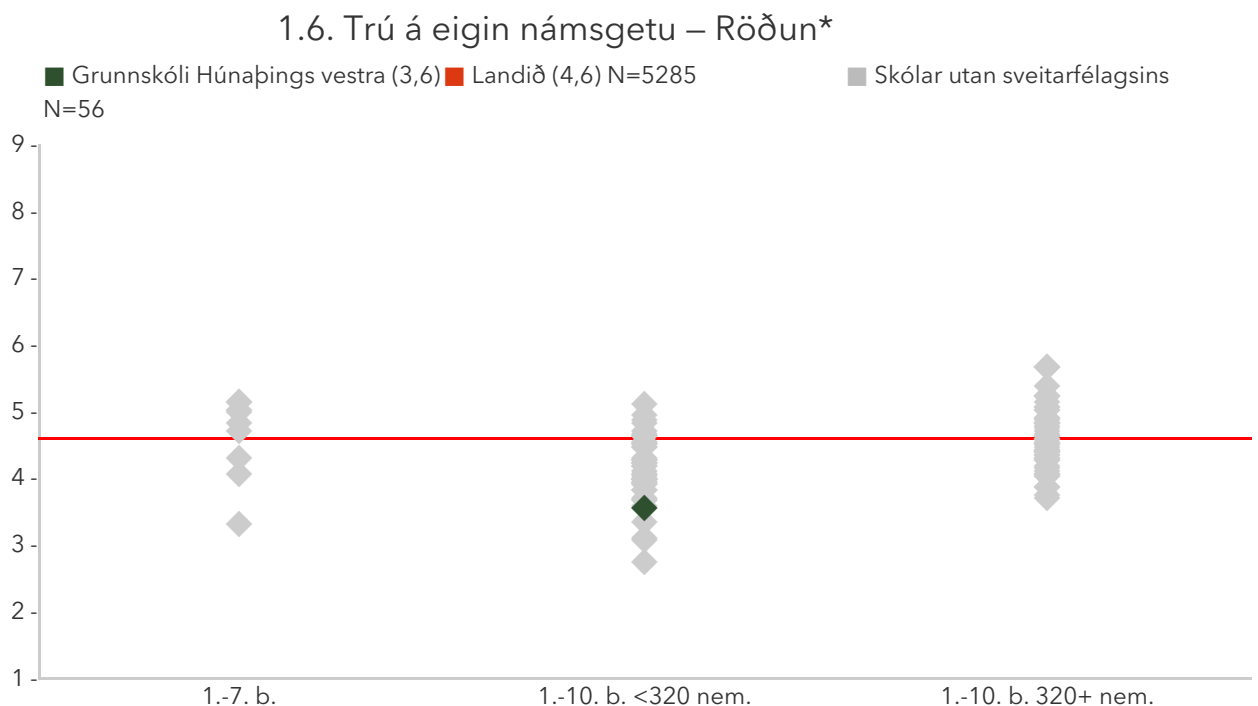 1.6. Trú á eigin námsgetu – Röðun*
Grunnskóli Húnaþings vestra (3,6) Landið (4,6) N=5285 Skólar utan sveitarfélagsins
N=56
9
8
7
6
5
4
3
2
1
1.-7. b. 1.-10. b. <320 nem. 1.-10. b. 320+ nem.